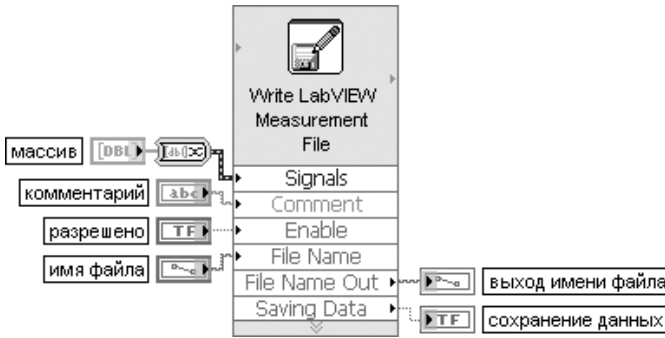 Write LabVIEW
Measurement
File
массив
[DBL]
[db]
Signals
комментарий
abc
Comment
разрешено
TF
Enable
имя файла
File Name
File Name Out
выход имени файла
Saving Data
TF
сохранение данных